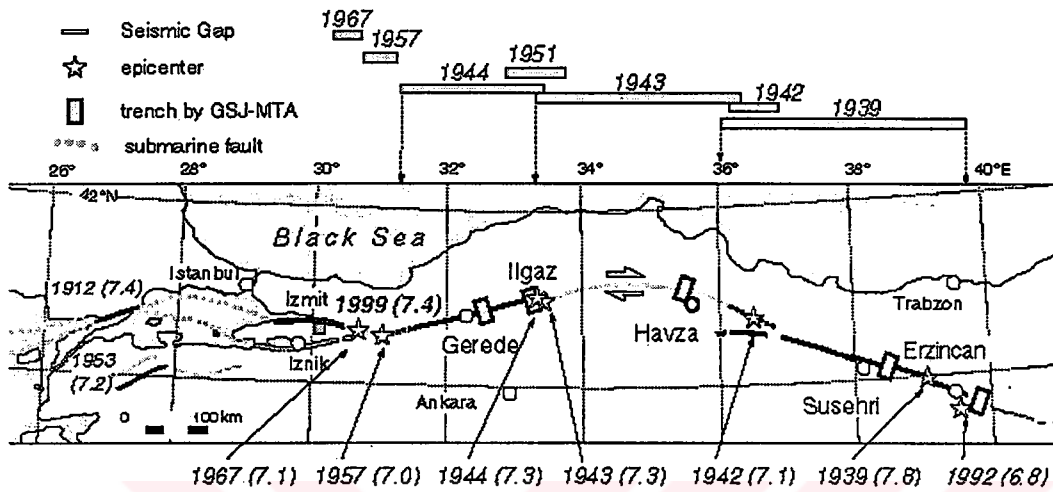 Seismic Gap
epicenter
trench by GSJ-MTA
submarine fault
1967
1957
1951
1944
1943
1942
1939
26° 28° 30° 32° 34° 36° 38° 40°E
42°N
Black Sea
Istanbul
Ilgaz
1912 (7.4)
Izmit 1999 (7.4)
Trabzon
Gerede
Havza
Erzincan
1953
(7.2)
Iznik
Ankara
Susehri
0 100km
1967 (7.1) 1957 (7.0) 1944 (7.3) 1943 (7.3) 1942 (7.1) 1939 (7.8) 1992 (6.8)